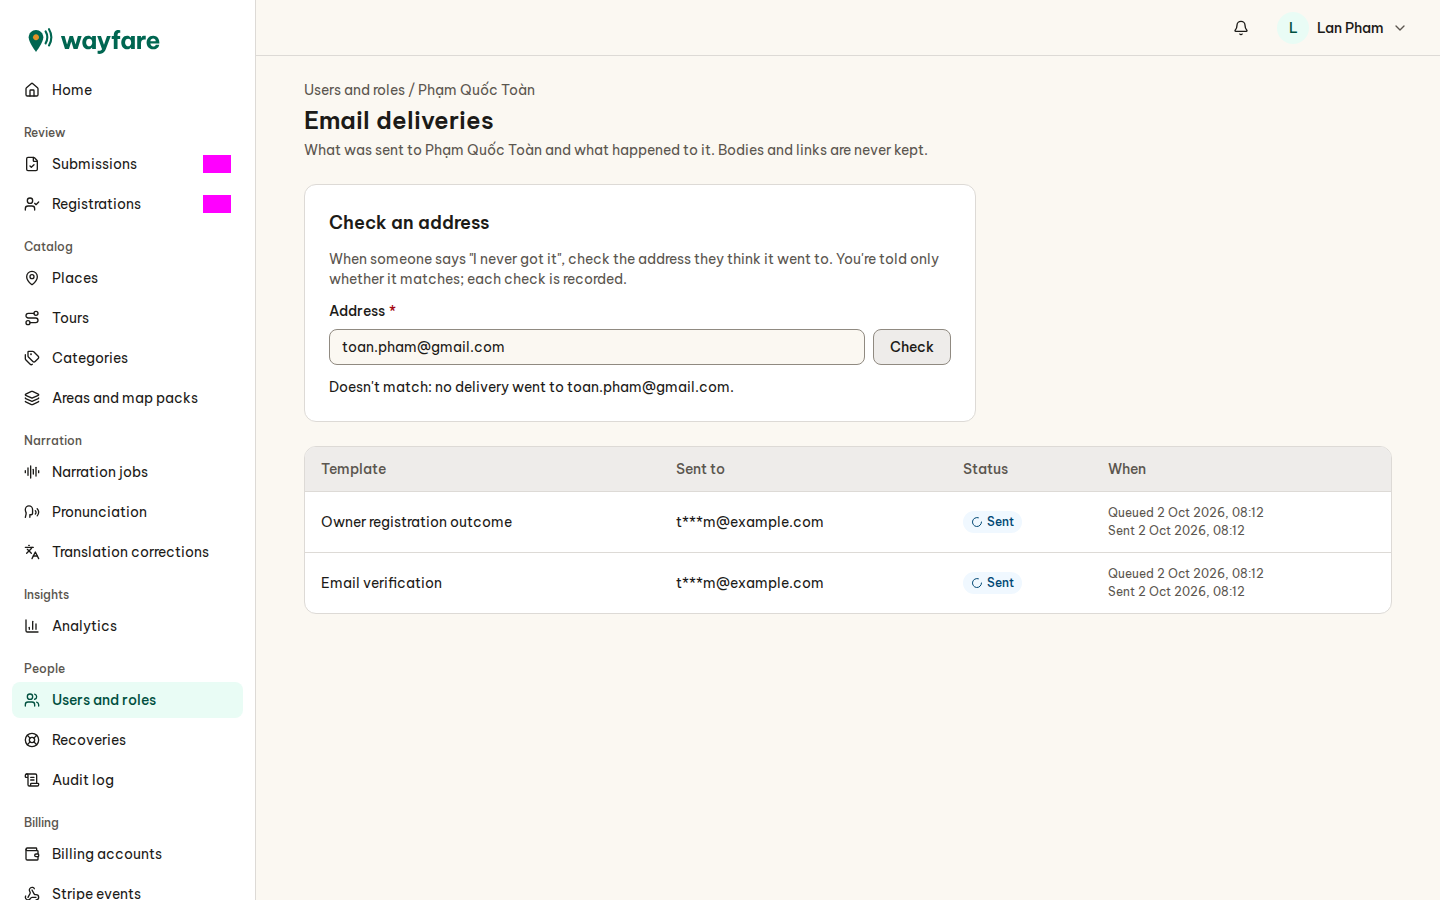 wayfare
Lan Pham
L
Home
Review
Submissions
Registrations
Catalog
Places
Tours
Categories
Areas and map packs
Narration
Narration jobs
Pronunciation
Translation corrections
Insights
Analytics
People
Users and roles
Recoveries
Audit log
Billing
Billing accounts
Stripe events
Users and roles / Phạm Quốc Toàn
Email deliveries
What was sent to Phạm Quốc Toàn and what happened to it. Bodies and links are never kept.
Check an address
When someone says "I never got it", check the address they think it went to. You're told only
whether it matches; each check is recorded.
Address *
toan.pham@gmail.com
Check
Doesn't match: no delivery went to toan.pham@gmail.com.
Template Sent to Status When
Owner registration outcome t***m@example.com Sent Queued 2 Oct 2026, 08:12
Sent 2 Oct 2026, 08:12
Email verification t***m@example.com Sent Queued 2 Oct 2026, 08:12
Sent 2 Oct 2026, 08:12